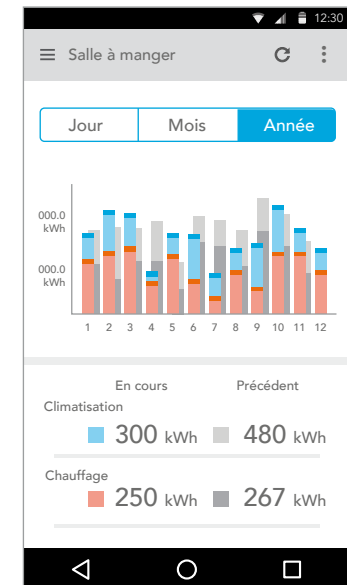 12:30
Salle à manger
Jour Mois Année
000.0
kWh
000.0
kWh
1 2 3 4 5 6 7 8 9 10 11 12
En cours Précédent
Climatisation
300 kWh 480 kWh
Chauffage
250 kWh 267 kWh